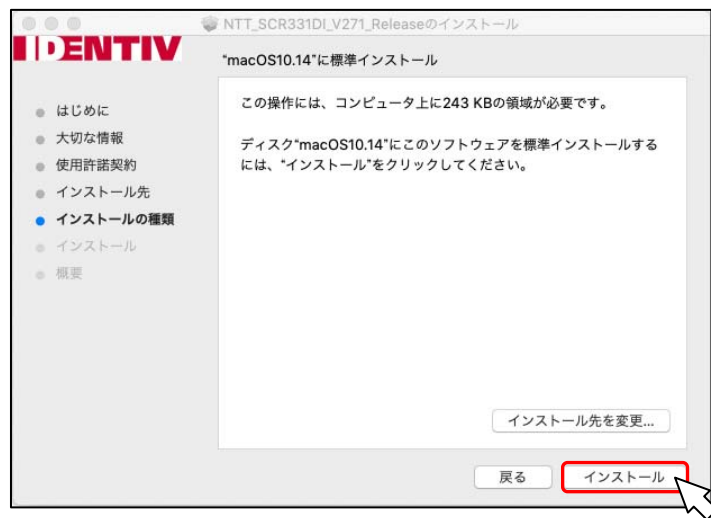 NTT_SCR331DI_V271_Releaseのインストール
IDENTIV
"macOS10.14"に標準インストール
はじめに
大切な情報
使用許諾契約
インストール先
インストールの種類
インストール
概要
この操作には、コンピュータ上に243 KBの領域が必要です。
ディスク"macOS10.14"にこのソフトウェアを標準インストールする
には、"インストール"をクリックしてください。
インストール先を変更...
戻る
インストール